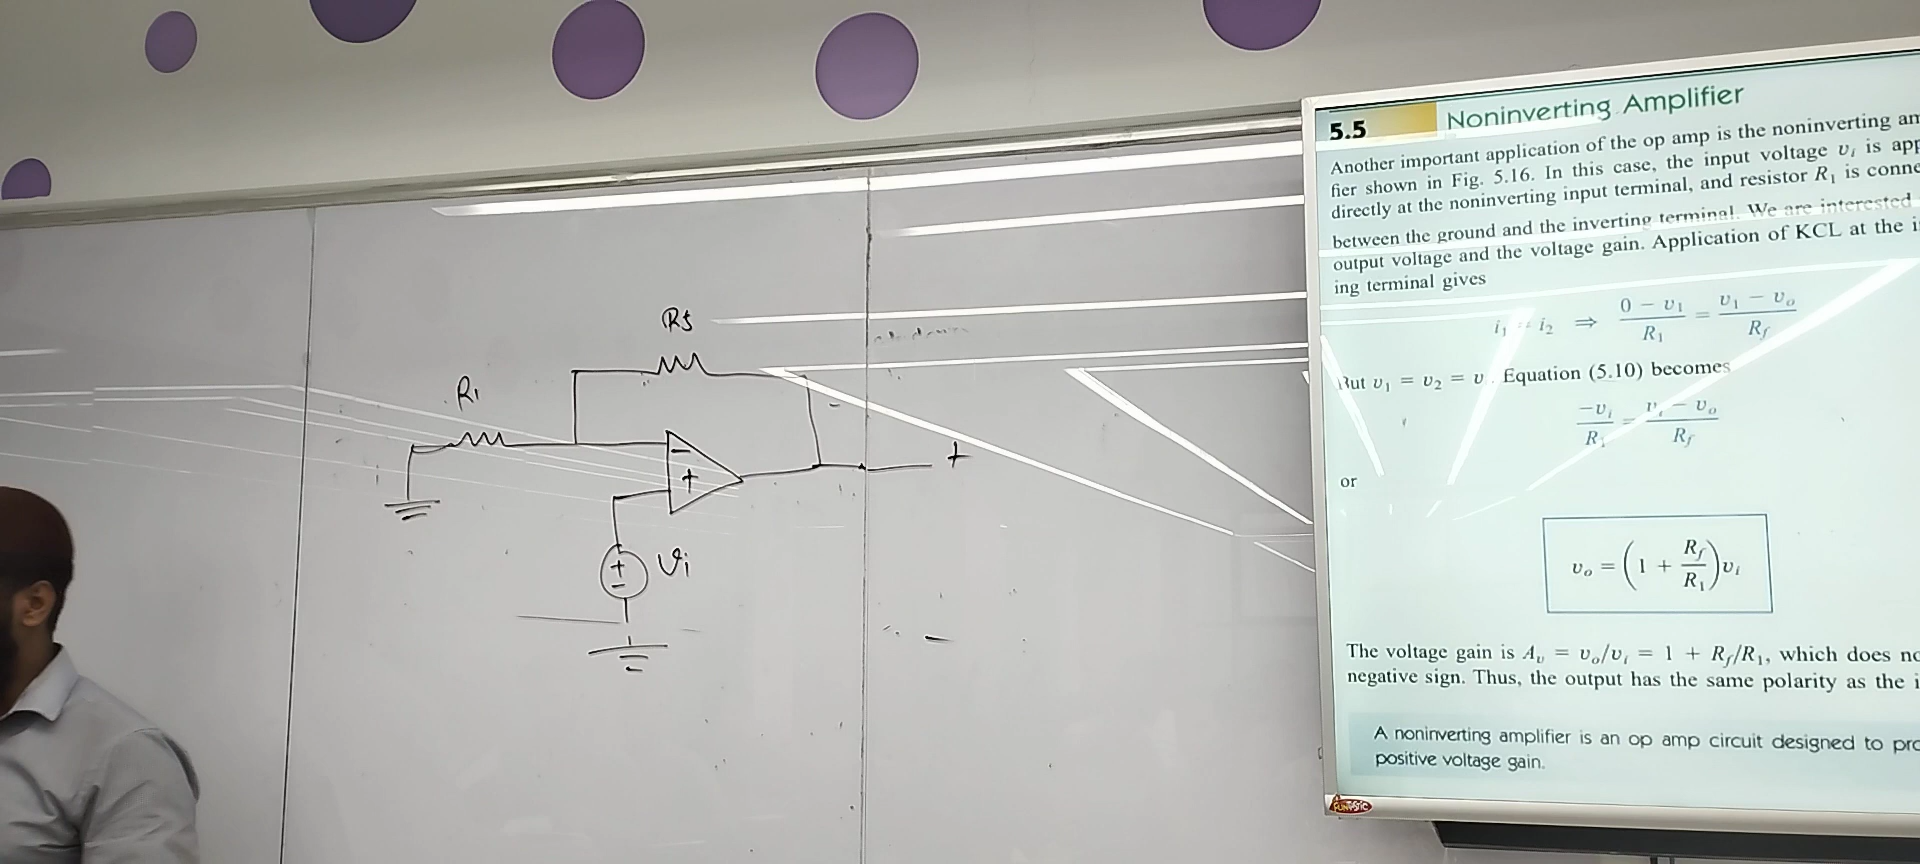 Rf
R1
−
+
+
+
−
Vi
−
5.5 Noninverting Amplifier
Another important application of the op amp is the noninverting am
fier shown in Fig. 5.16. In this case, the input voltage vi is app
directly at the noninverting input terminal, and resistor R1 is conne
between the ground and the inverting terminal. We are interested
output voltage and the voltage gain. Application of KCL at the i
ing terminal gives
i1 = i2 ⇒ (0 − v1)/R1 = (v1 − vo)/Rf
But v1 = v2 = v . Equation (5.10) becomes
−vi/R1 = (vi − vo)/Rf
or
vo = (1 + Rf/R1)vi
The voltage gain is Av = vo/vi = 1 + Rf/R1, which does no
negative sign. Thus, the output has the same polarity as the i
A noninverting amplifier is an op amp circuit designed to pro
positive voltage gain.
FUNTASTIC